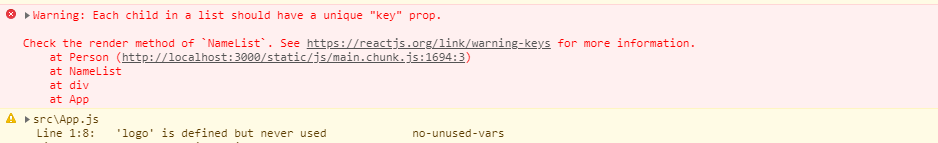 Warning: Each child in a list should have a unique "key" prop.
Check the render method of `NameList`. See https://reactjs.org/link/warning-keys for more information.
at Person (http://localhost:3000/static/js/main.chunk.js:1694:3)
at NameList
at div
at App
src\App.js
Line 1:8: 'logo' is defined but never used no-unused-vars